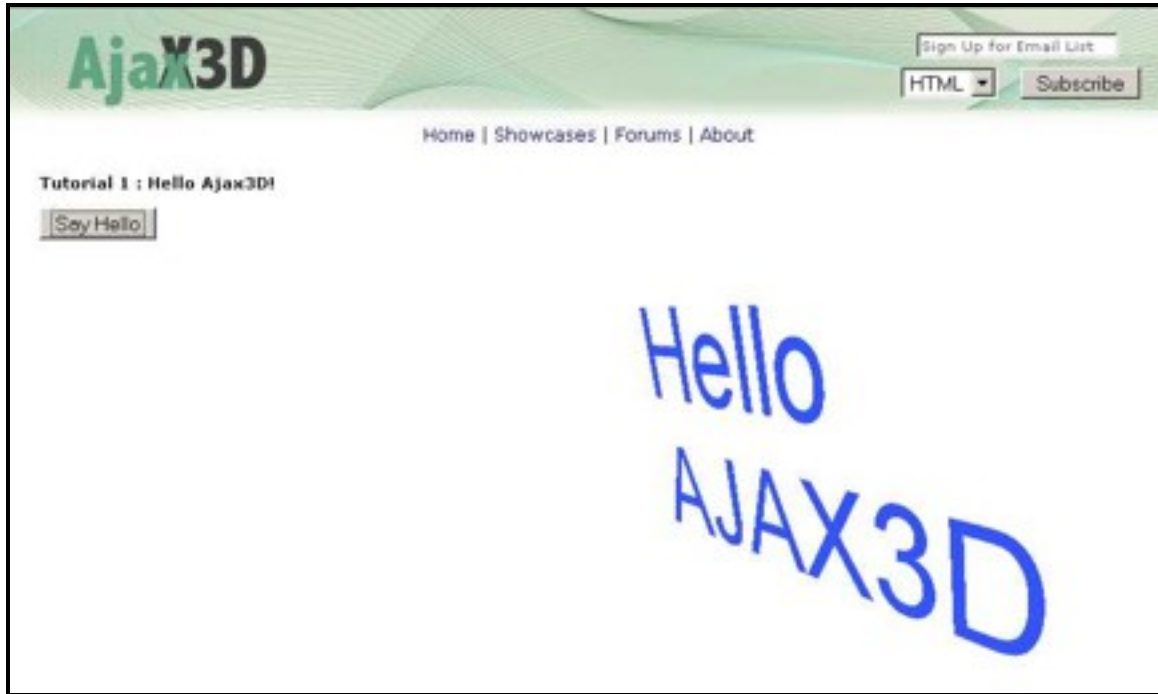 AjaX3D
Sign Up for Email List
HTML
Subscribe
Home | Showcases | Forums | About
Tutorial 1 : Hello Ajax3D!
Say Hello
Hello
AJAX3D